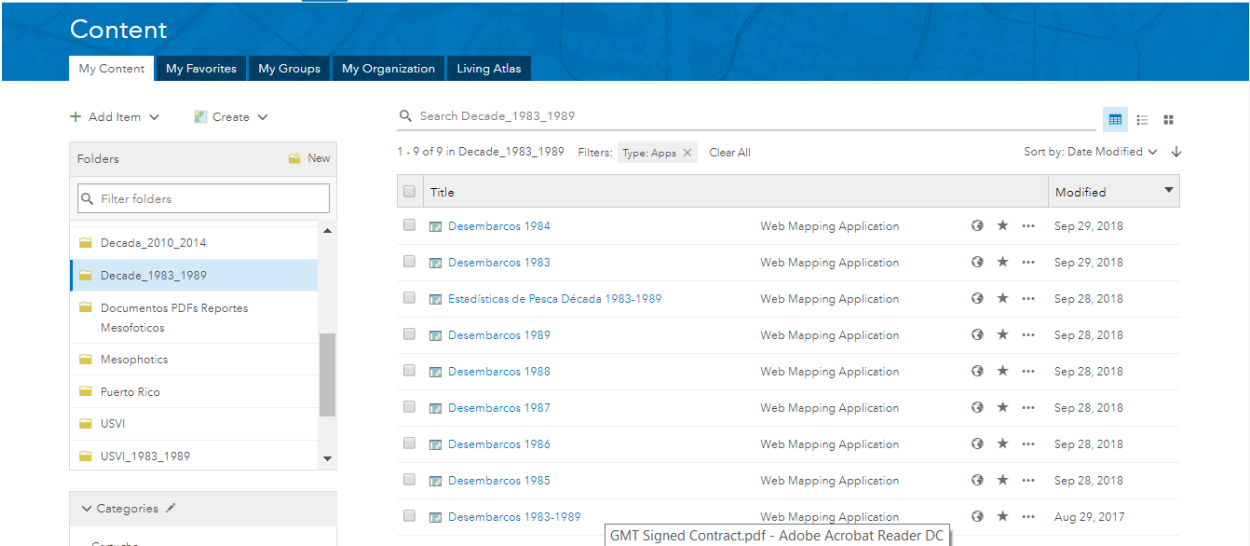 Content
My Content My Favorites My Groups My Organization Living Atlas
Add Item Create
Search Decade_1983_1989
1 - 9 of 9 in Decade_1983_1989 Filters: Type: Apps Clear All Sort by: Date Modified
Folders New
Filter folders
Decada_2010_2014
Decade_1983_1989
Documentos PDFs Reportes
Mesofoticos
Mesophotics
Puerto Rico
USVI
USVI_1983_1989
Categories
Title Modified
Desembarcos 1984 Web Mapping Application Sep 29, 2018
Desembarcos 1983 Web Mapping Application Sep 29, 2018
Estadísticas de Pesca Década 1983-1989 Web Mapping Application Sep 28, 2018
Desembarcos 1989 Web Mapping Application Sep 28, 2018
Desembarcos 1988 Web Mapping Application Sep 28, 2018
Desembarcos 1987 Web Mapping Application Sep 28, 2018
Desembarcos 1986 Web Mapping Application Sep 28, 2018
Desembarcos 1985 Web Mapping Application Sep 28, 2018
Desembarcos 1983-1989 Web Mapping Application Aug 29, 2017
GMT Signed Contract.pdf - Adobe Acrobat Reader DC